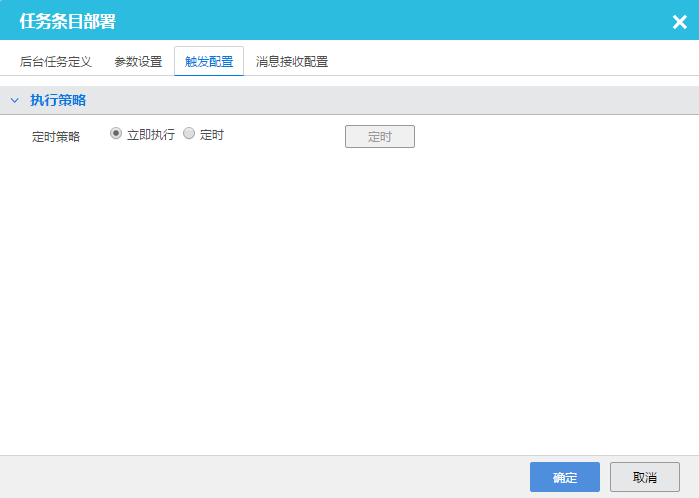 任务条目部署
后台任务定义 参数设置 触发配置 消息接收配置
执行策略
定时策略 立即执行 定时 定时
确定 取消